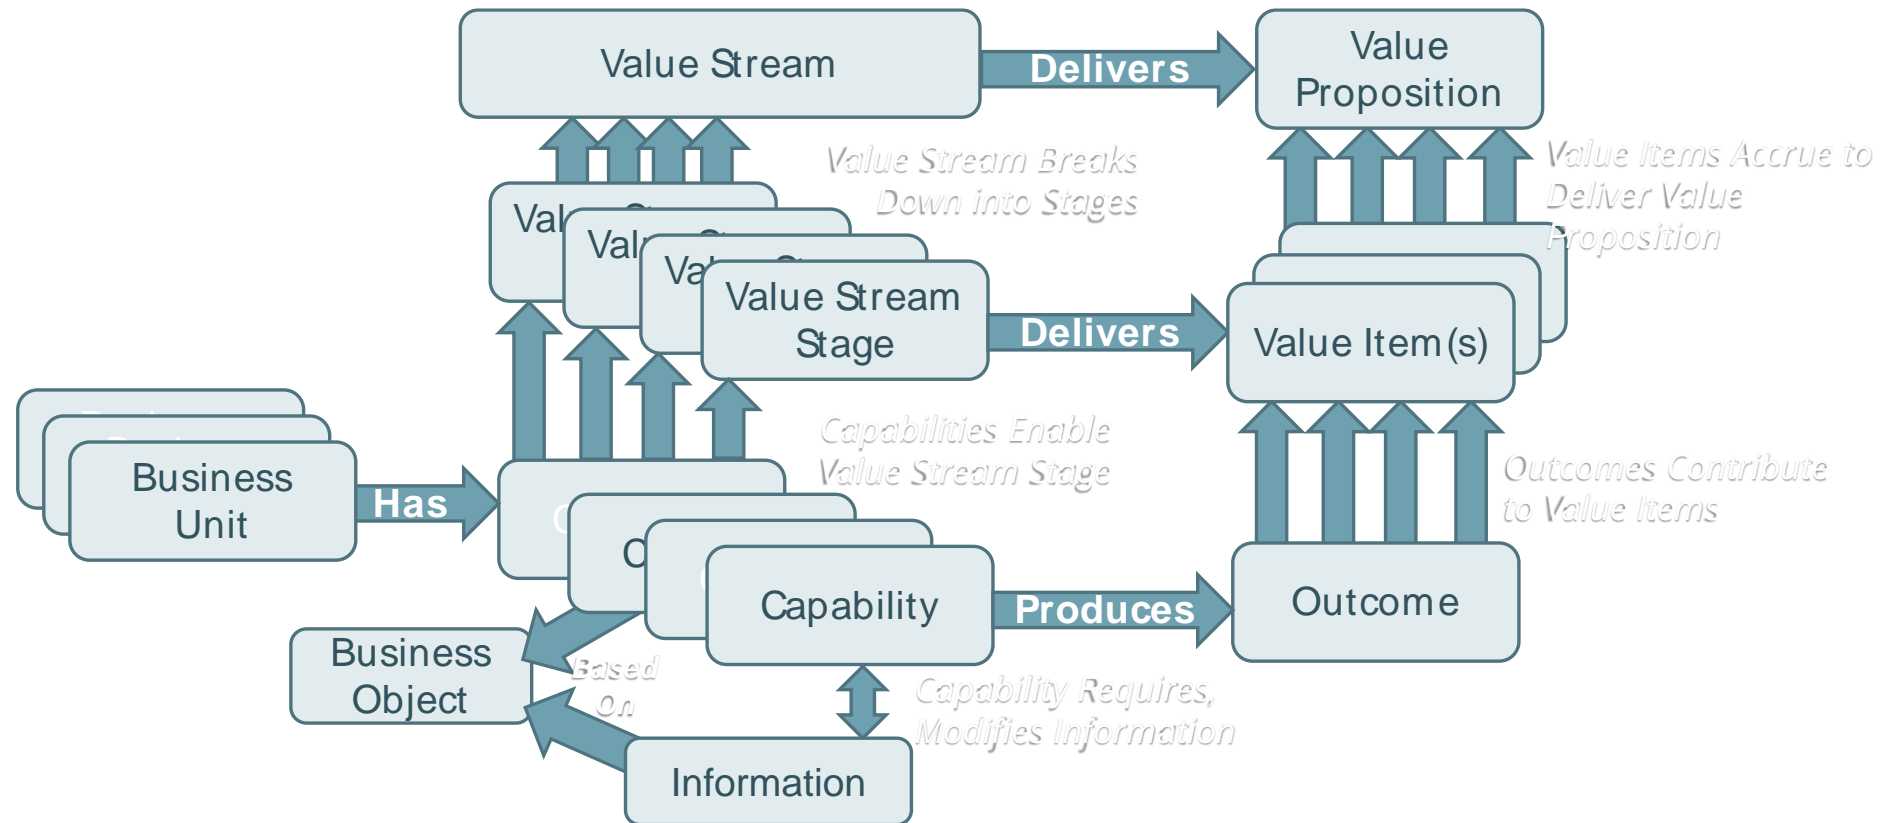 Value Stream
Delivers
Value
Proposition
Value Stream Breaks
Down into Stages
Value Items Accrue to
Deliver Value
Proposition
Value Stream
Stage
Delivers
Value Item(s)
Capabilities Enable
Value Stream Stage
Outcomes Contribute
to Value Items
Business
Unit
Has
Capability
Produces
Outcome
Business
Object
Based
On
Capability Requires,
Modifies Information
Information